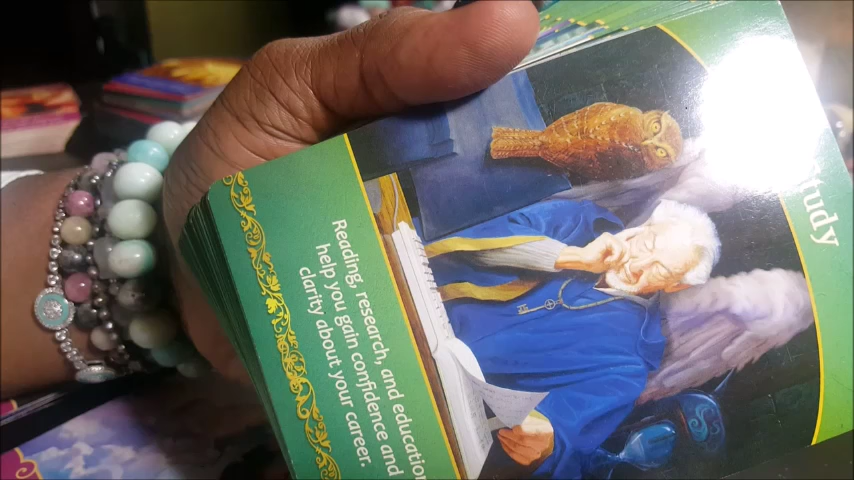 tudy
Reading, research, and education
help you gain confidence and
clarity about your career.